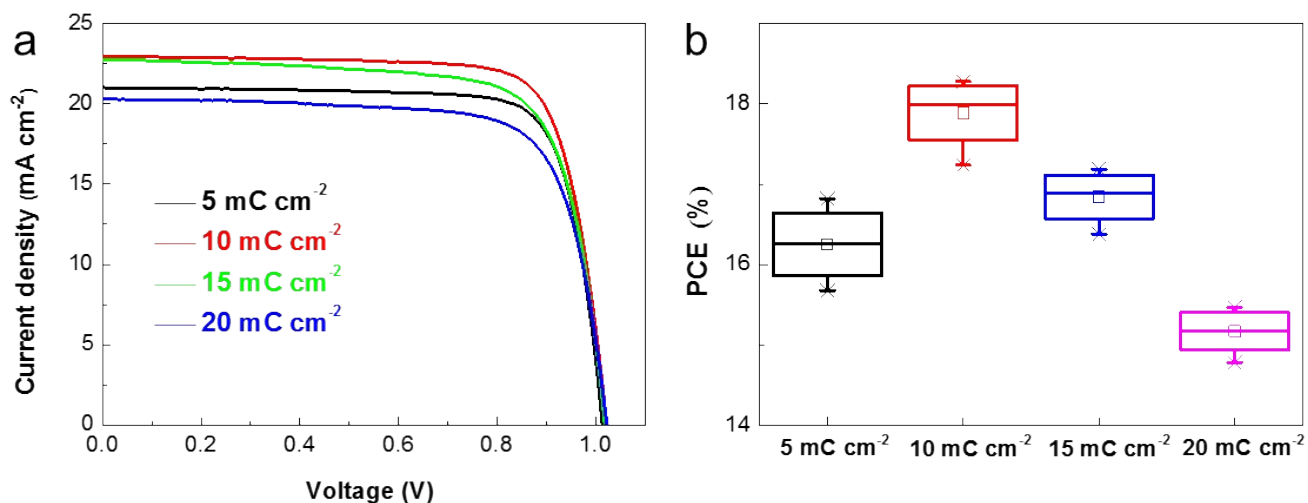 a
25
20
15
10
5
0
Current density (mA cm⁻²)
5 mC cm⁻²
10 mC cm⁻²
15 mC cm⁻²
20 mC cm⁻²
0.0 0.2 0.4 0.6 0.8 1.0
Voltage (V)
b
18
16
14
PCE (%)
5 mC cm⁻² 10 mC cm⁻² 15 mC cm⁻² 20 mC cm⁻²